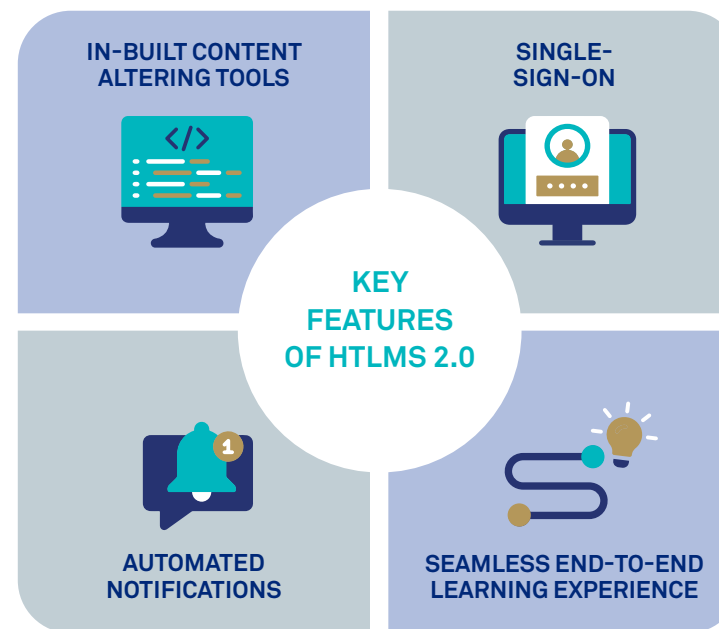 IN-BUILT CONTENT
ALTERING TOOLS
</>
SINGLE-
SIGN-ON
KEY
FEATURES
OF HTLMS 2.0
1
AUTOMATED
NOTIFICATIONS
SEAMLESS END-TO-END
LEARNING EXPERIENCE